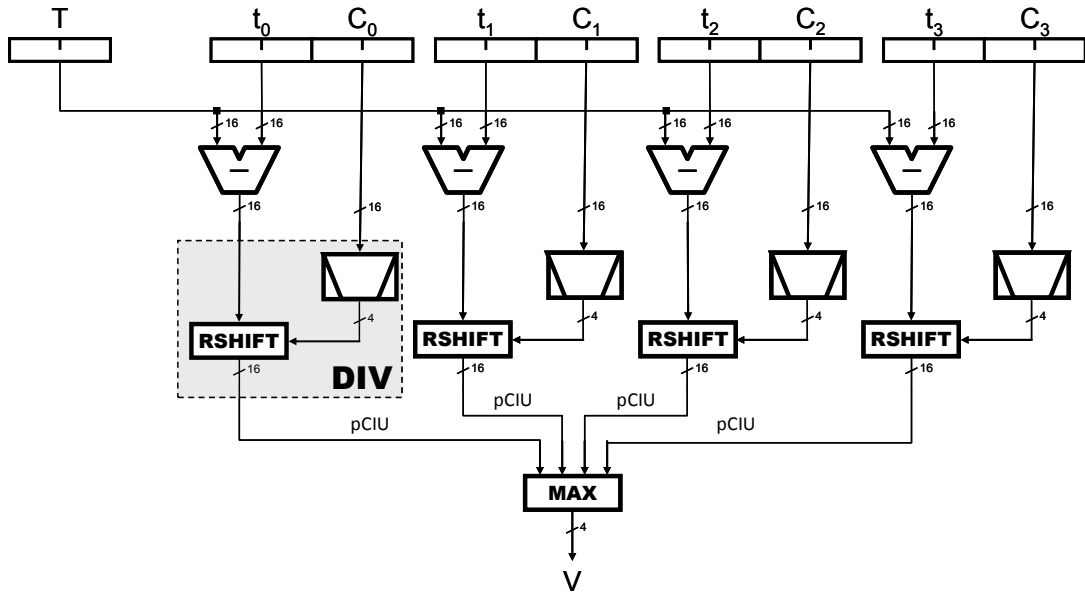 T t₀ C₀ t₁ C₁ t₂ C₂ t₃ C₃
16 16 16 16 16 16 16 16
− − − −
16 16 16 16 16 16 16 16
4 4 4 4
RSHIFT RSHIFT RSHIFT RSHIFT
16 16 16 16
DIV
pCIU pCIU
pCIU pCIU
MAX
4
V